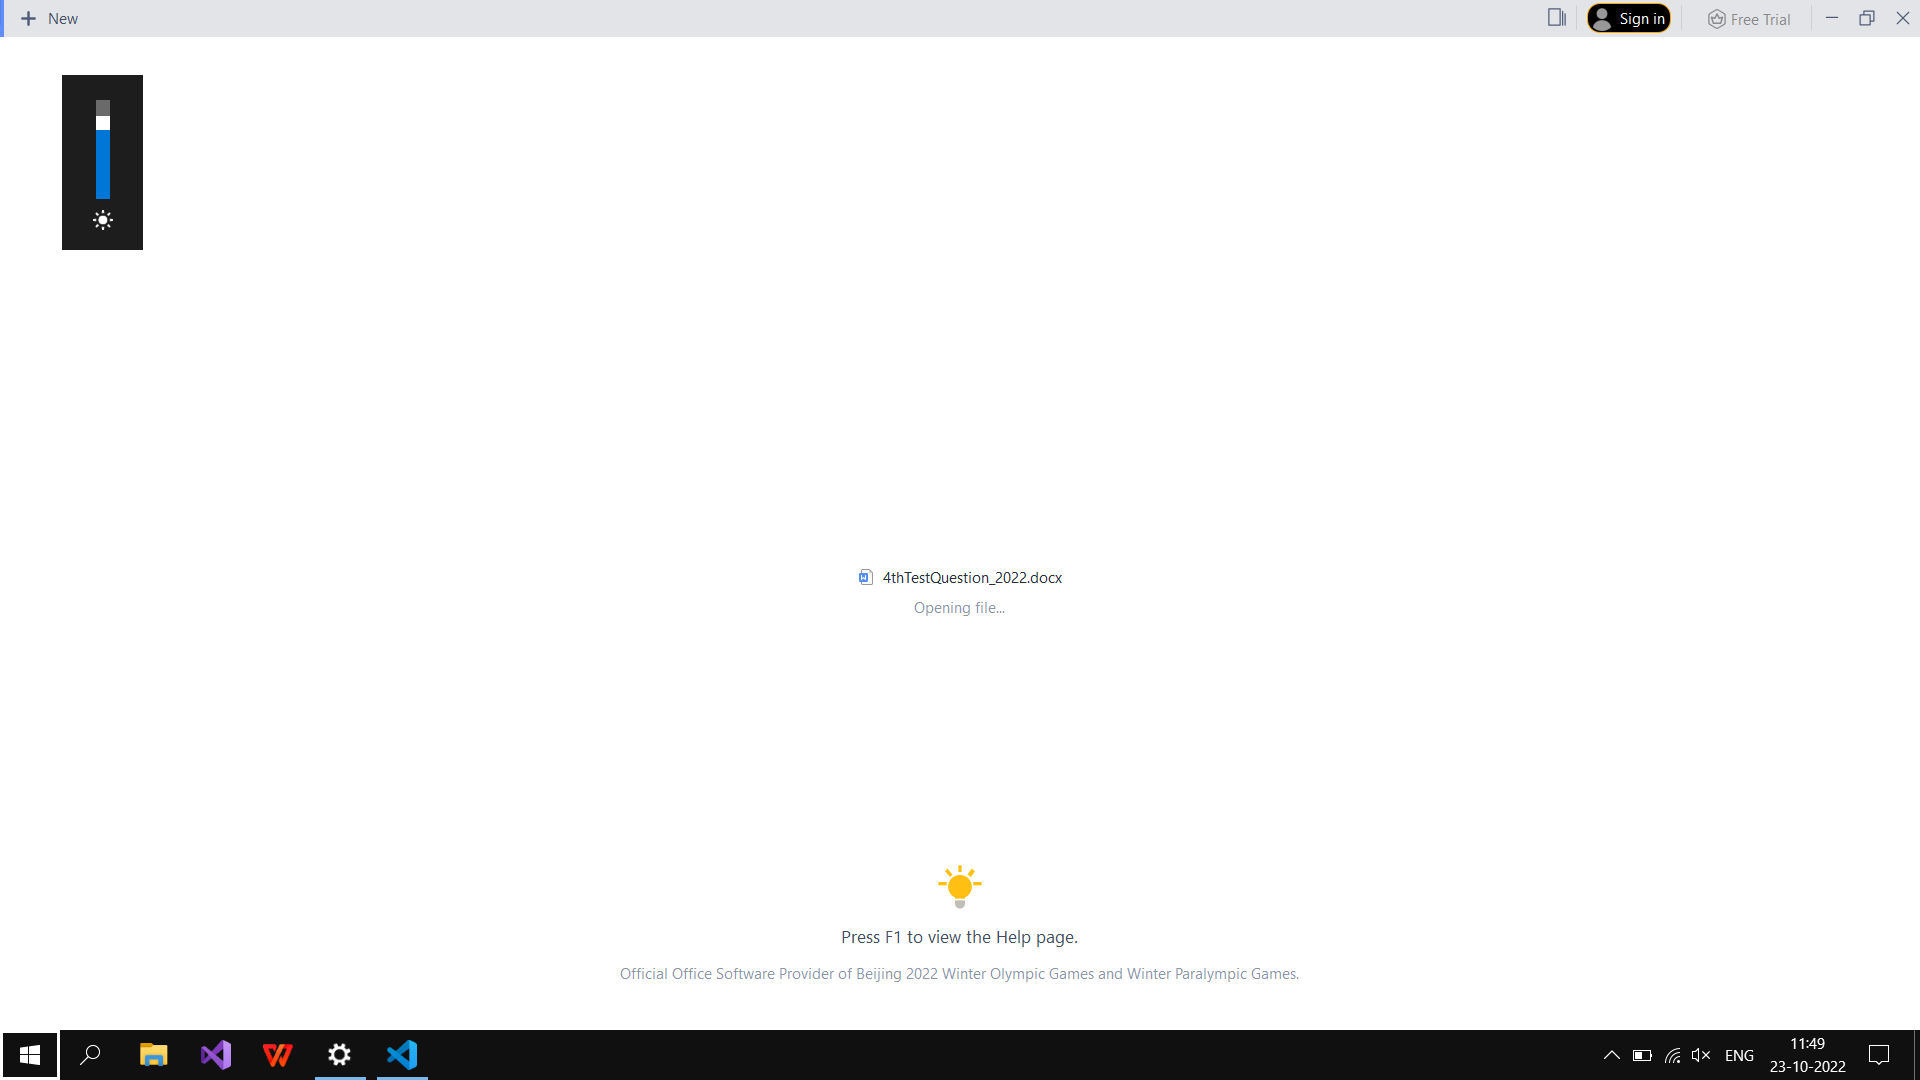 New
Sign in
Free Trial
4thTestQuestion_2022.docx
Opening file...
Press F1 to view the Help page.
Official Office Software Provider of Beijing 2022 Winter Olympic Games and Winter Paralympic Games.
ENG
11:49
23-10-2022